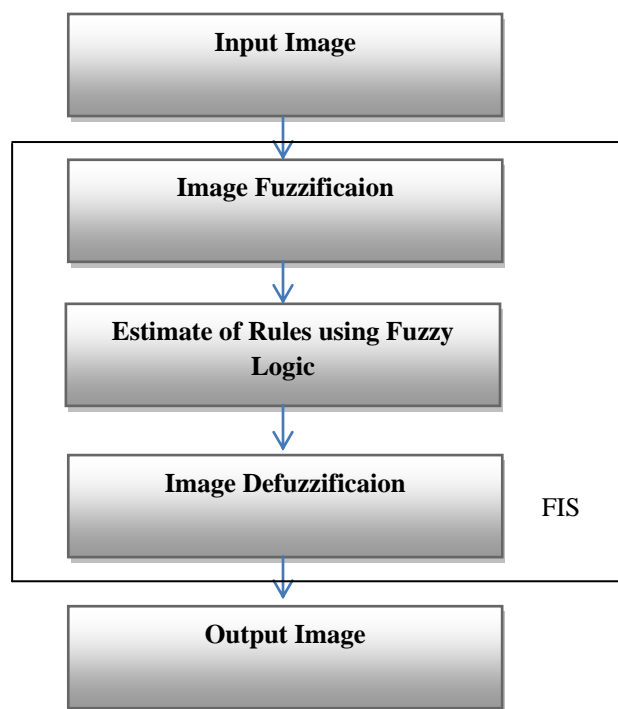 Input Image
Image Fuzzificaion
Estimate of Rules using Fuzzy
Logic
Image Defuzzificaion
FIS
Output Image